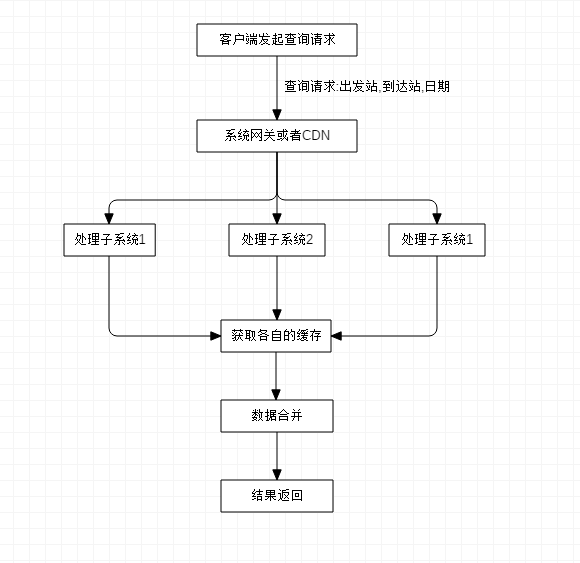 客户端发起查询请求
查询请求:出发站,到达站,日期
系统网关或者CDN
处理子系统1
处理子系统2
处理子系统1
获取各自的缓存
数据合并
结果返回